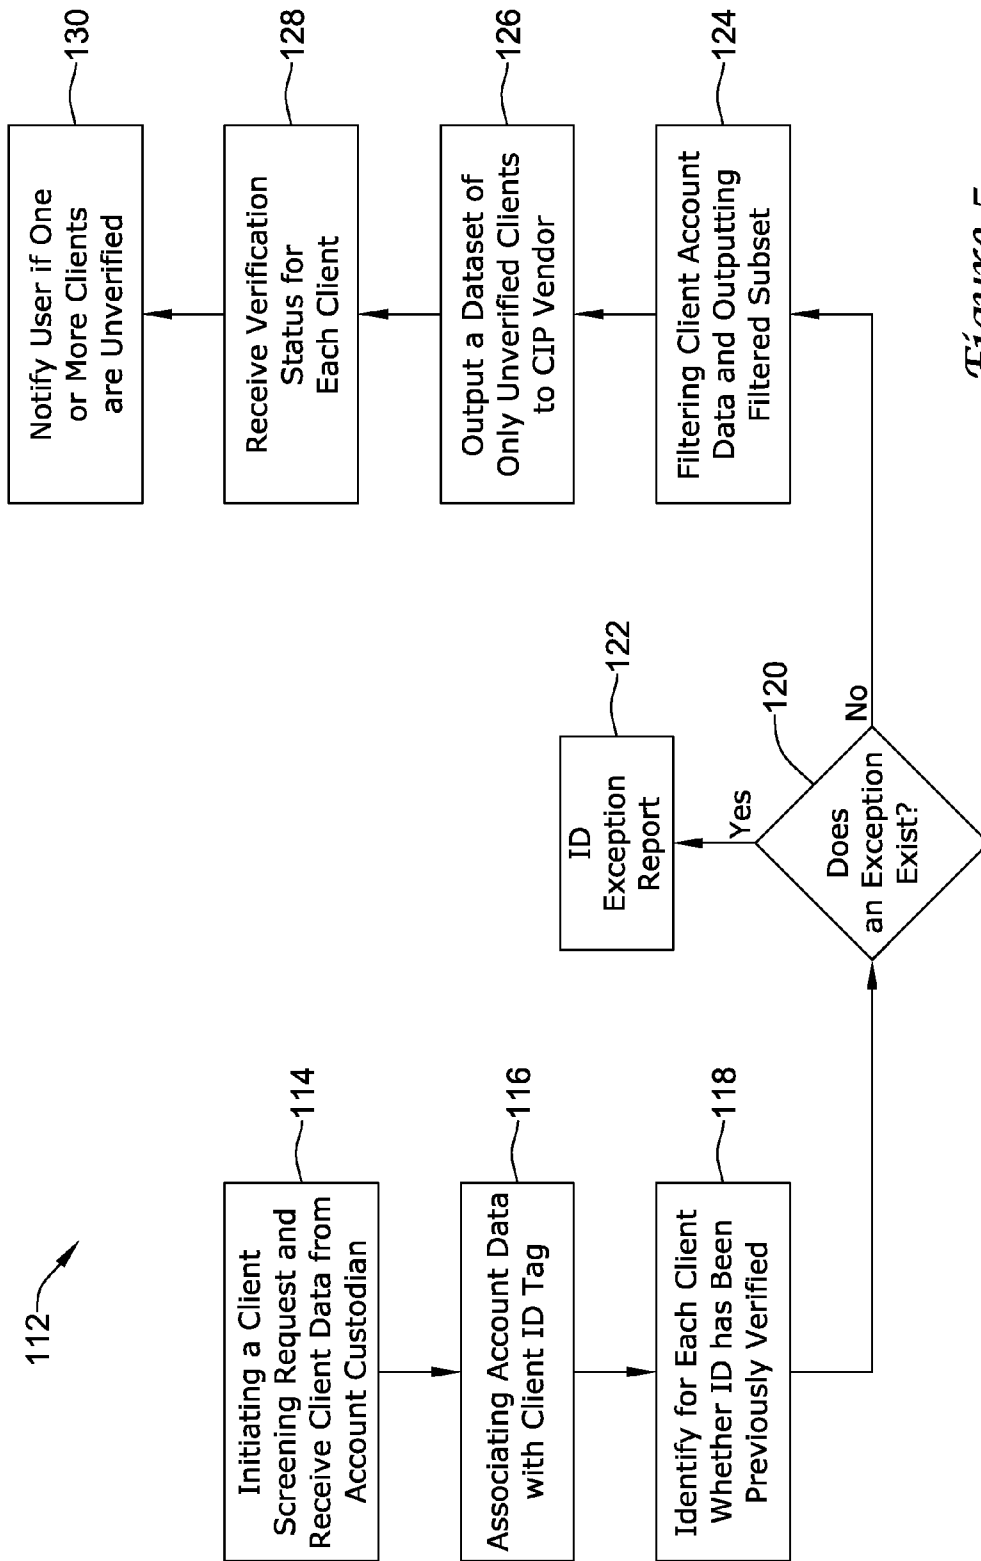 112
Initiating a Client
Screening Request and
Receive Client Data from
Account Custodian
114
Associating Account Data
with Client ID Tag
116
Identify for Each Client
Whether ID has Been
Previously Verified
118
Does
an Exception
Exist?
120
Yes
No
ID
Exception
Report
122
Filtering Client Account
Data and Outputting
Filtered Subset
124
Output a Dataset of
Only Unverified Clients
to CIP Vendor
126
Receive Verification
Status for
Each Client
128
Notify User if One
or More Clients
are Unverified
130